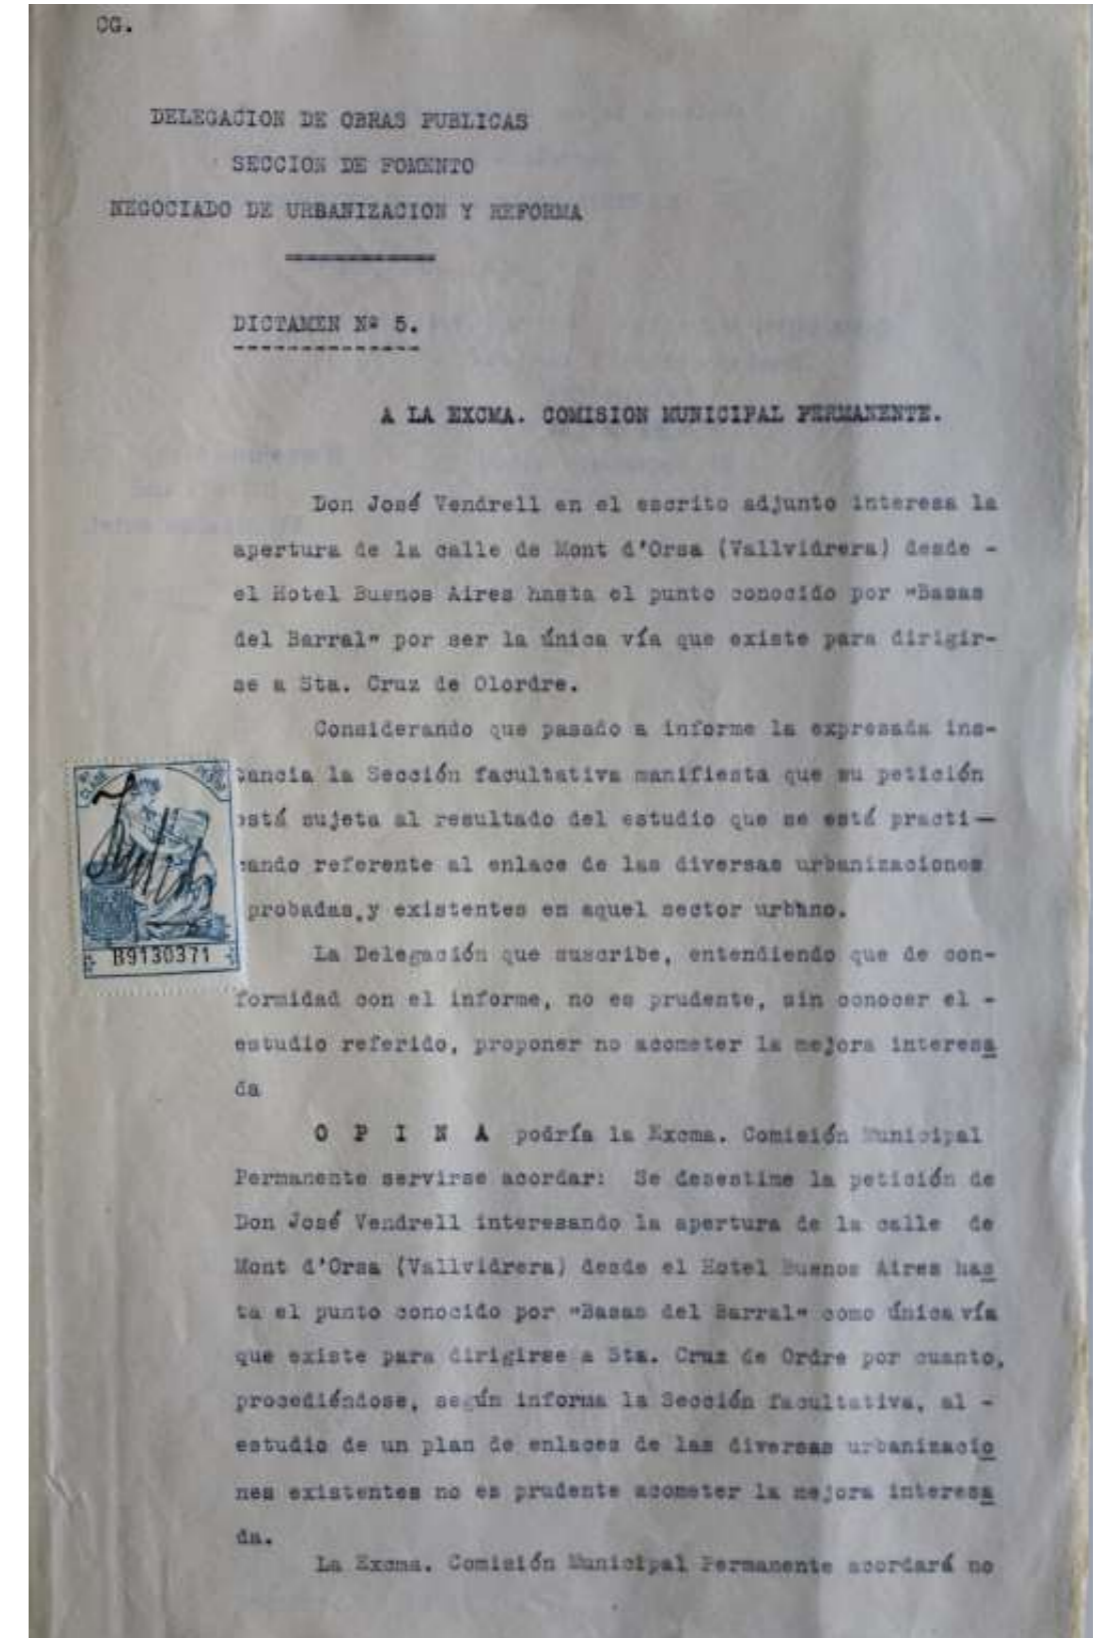 CG.
DELEGACION DE OBRAS PUBLICAS
SECCION DE FOMENTO
NEGOCIADO DE URBANIZACION Y REFORMA
DICTAMEN Nº 5.
A LA EXCMA. COMISION MUNICIPAL PERMANENTE.
Don José Vendrell en el escrito adjunto interesa la
apertura de la calle de Mont d'Orsa (Vallvidrera) desde -
el Hotel Buenos Aires hasta el punto conocido por "Basas
del Barral" por ser la única vía que existe para dirigir-
se a Sta. Cruz de Olordre.
Considerando que pasado a informe la expresada ins-
tancia la Sección facultativa manifiesta que su petición
está sujeta al resultado del estudio que se está practi-
cando referente al enlace de las diversas urbanizaciones
probadas,y existentes en aquel sector urbano.
B9130371
La Delegación que suscribe, entendiendo que de con-
formidad con el informe, no es prudente, sin conocer el -
estudio referido, proponer no acometer la mejora interesa
da
O P I N A podría la Excma. Comisión Municipal
Permanente servirse acordar: Se desestime la petición de
Don José Vendrell interesando la apertura de la calle de
Mont d'Orsa (Vallvidrera) desde el Hotel Buenos Aires has
ta el punto conocido por "Basas del Barral" como única vía
que existe para dirigirse a Sta. Cruz de Ordre por cuanto,
procediéndose, según informa la Sección facultativa, al -
estudio de un plan de enlaces de las diversas urbanizacio
nes existentes no es prudente acometer la mejora interesa
da.
La Excma. Comisión Municipal Permanente acordará no